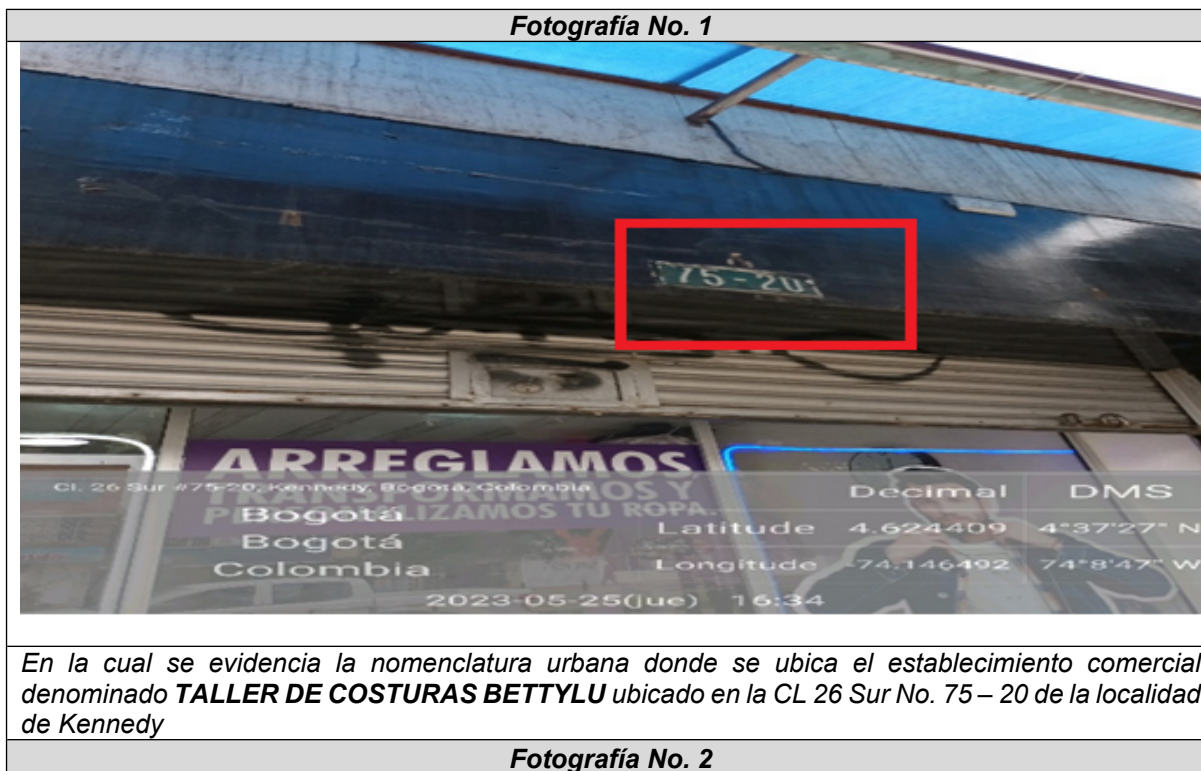 Fotografía No. 1
75-20
ARREGLAMOS
TRANSFORMAMOS Y
PERSONALIZAMOS TU ROPA.
Cl. 26 Sur #75-20, Kennedy, Bogotá, Colombia
Bogotá
Bogotá
Colombia
Decimal DMS
Latitude 4.624409 4°37'27" N
Longitude -74.146492 74°8'47" W
2023-05-25(jue) 16:34
En la cual se evidencia la nomenclatura urbana donde se ubica el establecimiento comercial
denominado TALLER DE COSTURAS BETTYLU ubicado en la CL 26 Sur No. 75 – 20 de la localidad
de Kennedy
Fotografía No. 2